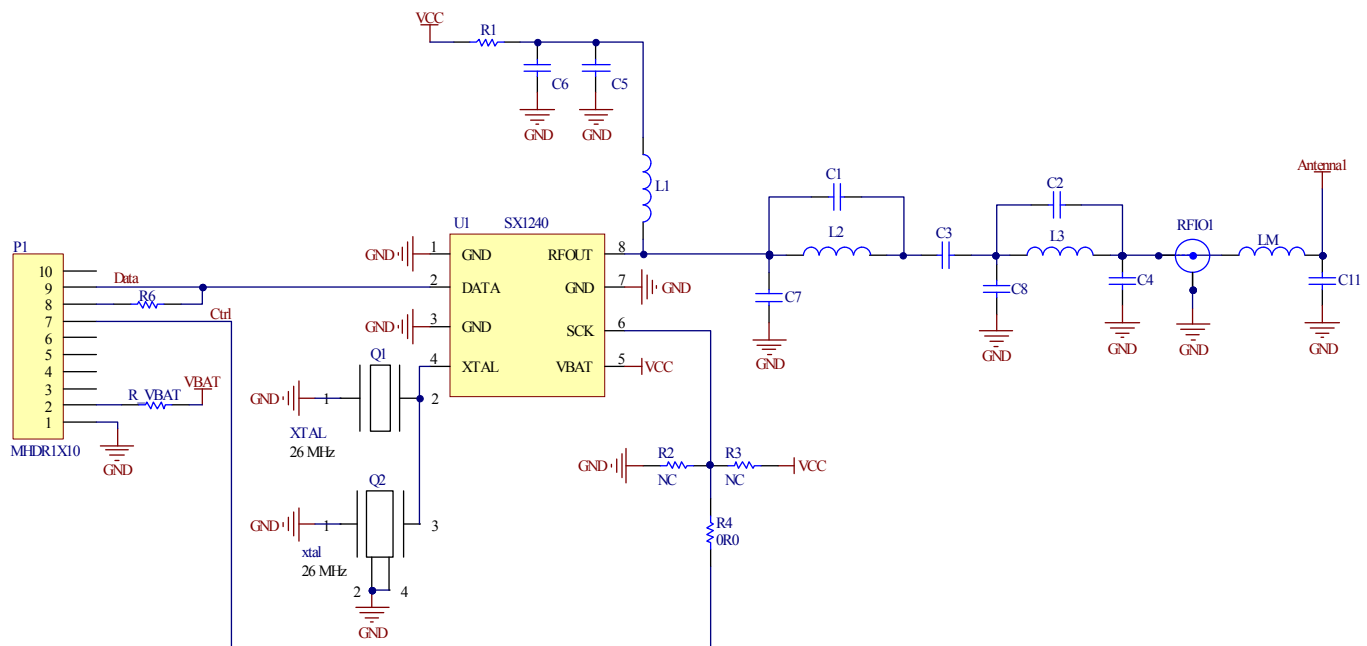 VCC
R1
C6
C5
GND
GND
L1
C1
C2
Antenna1
U1
SX1240
L2
C3
L3
RFIO1
LM
P1
GND
1
GND
RFOUT
8
10
9
8
7
6
5
4
3
2
1
Data
R6
Ctrl
2
DATA
GND
7
GND
C7
C8
C4
C11
GND
3
GND
SCK
6
GND
GND
GND
GND
GND
4
XTAL
VBAT
5
VCC
Q1
VBAT
R_VBAT
GND
1
2
MHDR1X10
GND
XTAL
26 MHz
GND
R2
NC
R3
NC
VCC
Q2
GND
1
3
R4
0R0
xtal
26 MHz
2
4
GND